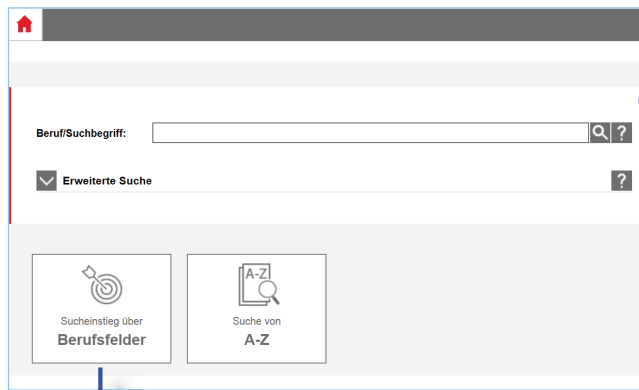 Beruf/Suchbegriff:
?
Erweiterte Suche
?
Sucheinstieg über
Berufsfelder
A-Z
Suche von
A-Z